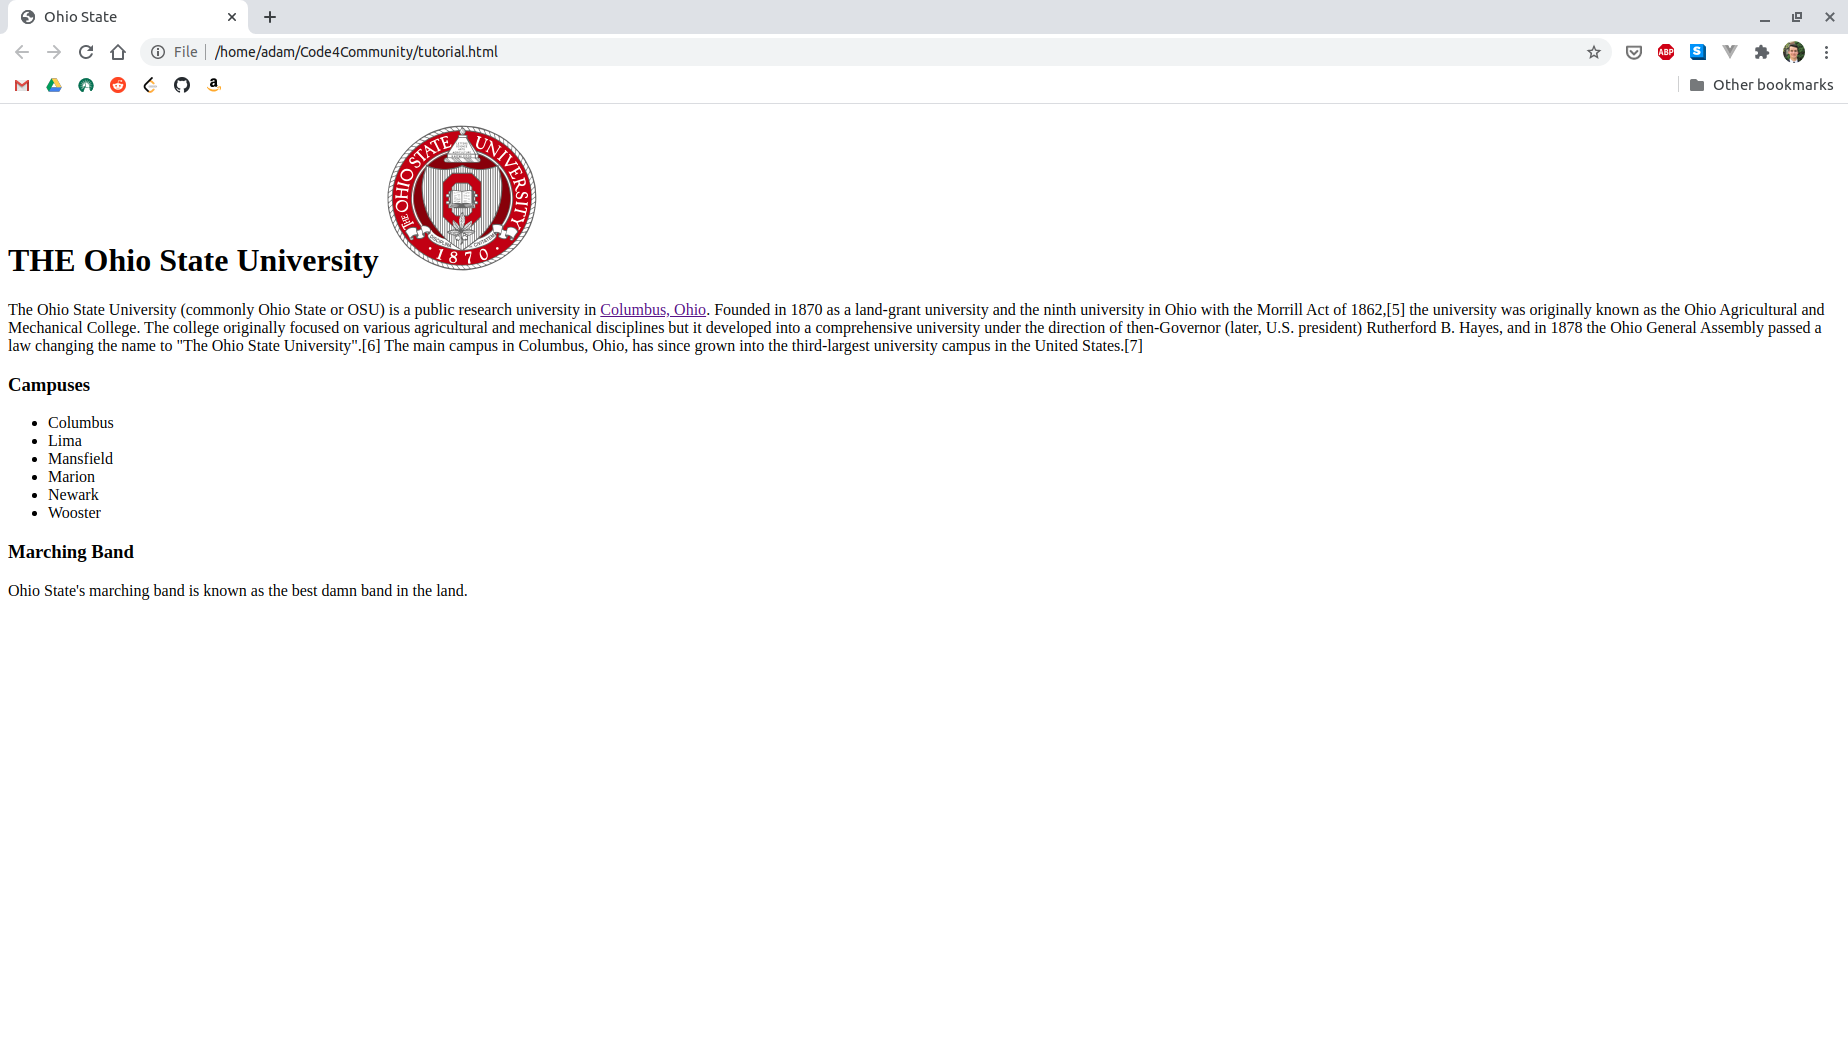 Ohio State
File /home/adam/Code4Community/tutorial.html
ABP S
a Other bookmarks
THE OHIO STATE UNIVERSITY
DISCIPLINA CIVITATEM
· 1870 ·
THE Ohio State University
The Ohio State University (commonly Ohio State or OSU) is a public research university in Columbus, Ohio. Founded in 1870 as a land-grant university and the ninth university in Ohio with the Morrill Act of 1862,[5] the university was originally known as the Ohio Agricultural and
Mechanical College. The college originally focused on various agricultural and mechanical disciplines but it developed into a comprehensive university under the direction of then-Governor (later, U.S. president) Rutherford B. Hayes, and in 1878 the Ohio General Assembly passed a
law changing the name to "The Ohio State University".[6] The main campus in Columbus, Ohio, has since grown into the third-largest university campus in the United States.[7]
Campuses
• Columbus
• Lima
• Mansfield
• Marion
• Newark
• Wooster
Marching Band
Ohio State's marching band is known as the best damn band in the land.